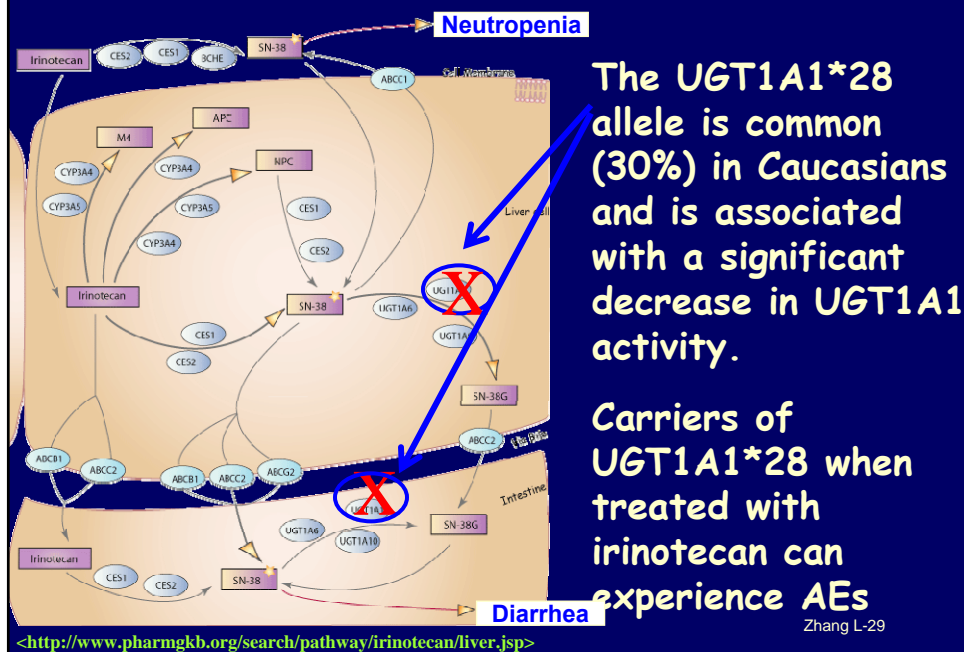 Neutropenia
Irinotecan
CES2
CES1
BCHE
SN-38
ABCC1
Cell Membrane
The UGT1A1*28
allele is common
(30%) in Caucasians
and is associated
with a significant
decrease in UGT1A1
activity.
M4
APC
NPC
CYP3A4
CYP3A4
CYP3A5
CYP3A5
CYP3A4
CES1
CES2
Liver cell
Irinotecan
SN-38
UGT1A6
CES1
CES2
SN-38G
ABCC2
Carriers of
UGT1A1*28 when
treated with
irinotecan can
experience AEs
ABCB1
ABCC2
ABCB1
ABCC2
ABCG2
Intestine
X
X
UGT1A6
UGT1A10
SN-38G
Irinotecan
CES1
CES2
SN-38
Diarrhea
Zhang L-29
<http://www.pharmgkb.org/search/pathway/irinotecan/liver.jsp>